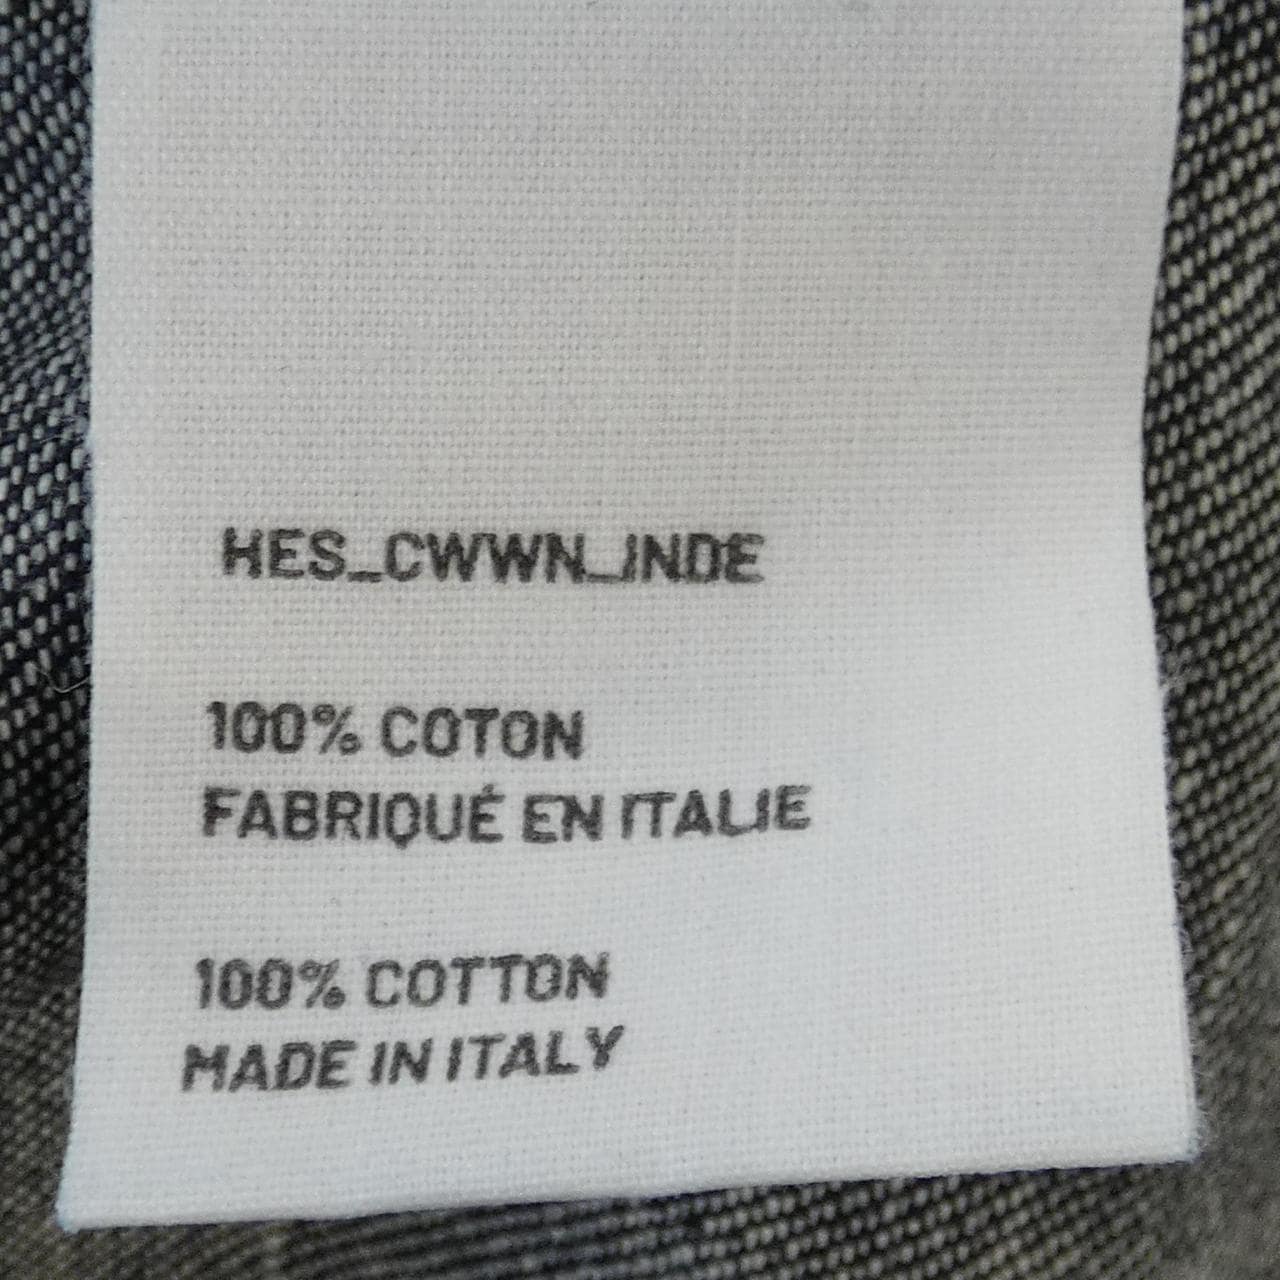 HES_CWWN_INDE
100% COTON
FABRIQUÉ EN ITALIE
100% COTTON
MADE IN ITALY